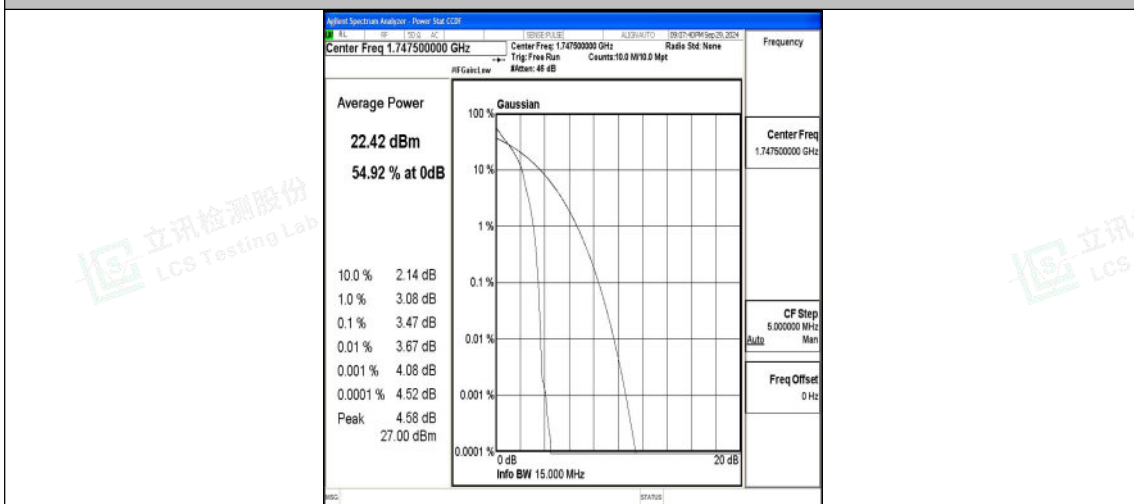 Agilent Spectrum Analyzer - Power Stat CCDF
RL RF 50 Ω AC SENSE:PULSE ALIGNAUTO 09:07:40PM Sep 29, 2024
Center Freq 1.747500000 GHz
Center Freq: 1.747500000 GHz Radio Std: None
Trig: Free Run Counts:10.0 M/10.0 Mpt
#IFGain:Low #Atten: 46 dB
Frequency
Average Power
22.42 dBm
54.92 % at 0dB
10.0 % 2.14 dB
1.0 % 3.08 dB
0.1 % 3.47 dB
0.01 % 3.67 dB
0.001 % 4.08 dB
0.0001 % 4.52 dB
Peak 4.58 dB
27.00 dBm
Gaussian
100 %
10 %
1 %
0.1 %
0.01 %
0.001 %
0.0001 %
0 dB 20 dB
Info BW 15.000 MHz
Center Freq
1.747500000 GHz
CF Step
5.000000 MHz
Auto Man
Freq Offset
0 Hz
MSG STATUS
立讯检测股份
LCS Testing Lab
立讯
LCS